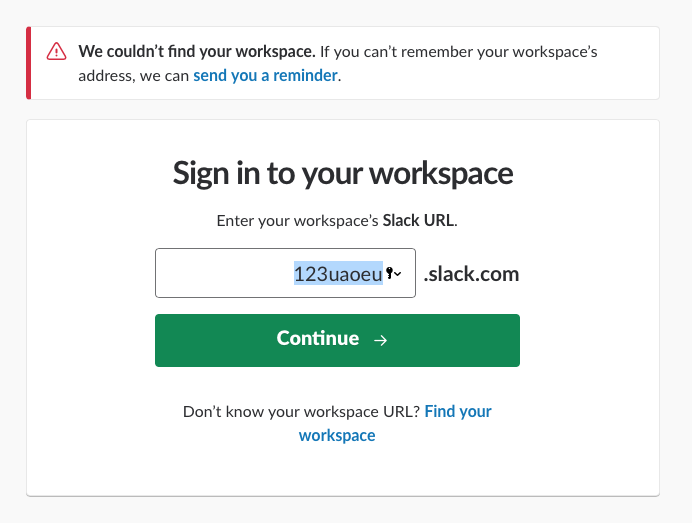 We couldn’t find your workspace. If you can’t remember your workspace’s
address, we can send you a reminder.
Sign in to your workspace
Enter your workspace’s Slack URL.
123uaoeu .slack.com
Continue →
Don’t know your workspace URL? Find your
workspace